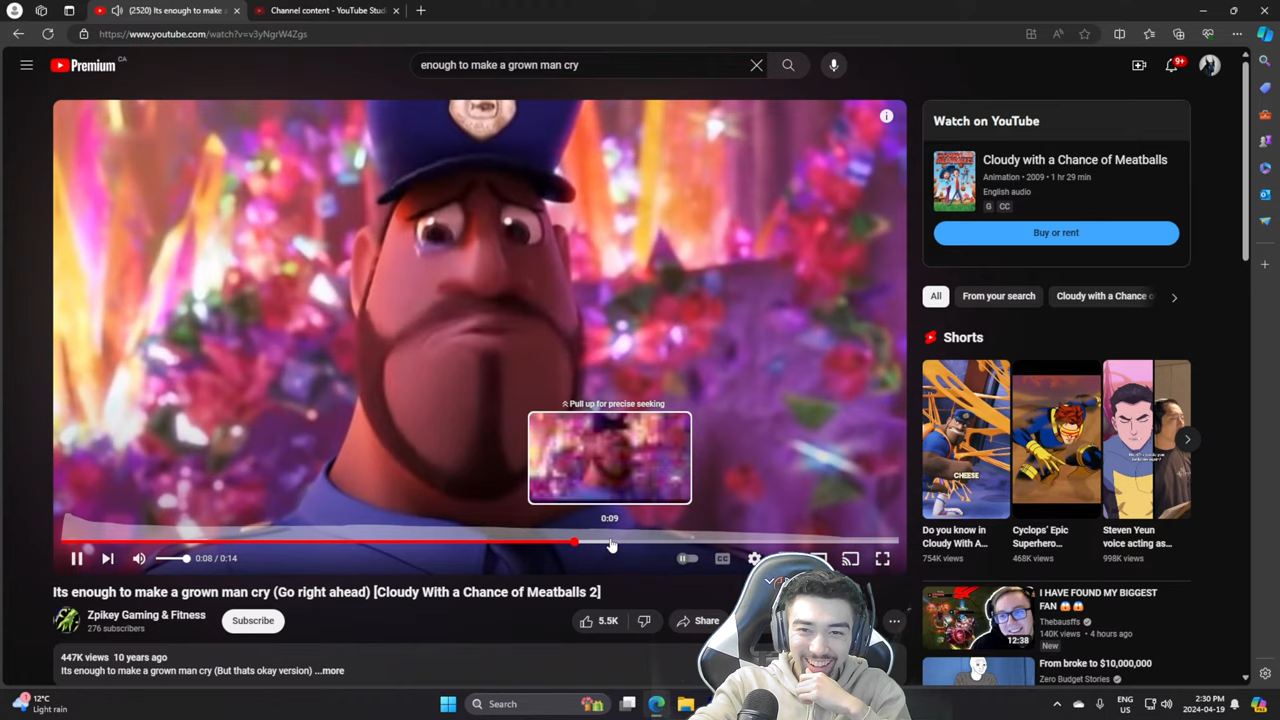 (2520) Its enough to make a
Channel content - YouTube Stud
https://www.youtube.com/watch?v=v3yNgrW4Zgs
Premium CA
enough to make a grown man cry
9+
Watch on YouTube
Cloudy with a Chance of Meatballs
Animation • 2009 • 1 hr 29 min
English audio
G CC
Buy or rent
All From your search Cloudy with a Chance o
Shorts
CHEESE
Do you know in
Cloudy With A...
754K views
Cyclops' Epic
Superhero...
468K views
Steven Yeun
voice acting as...
998K views
Pull up for precise seeking
0:09
0:08 / 0:14
CC
Its enough to make a grown man cry (Go right ahead) [Cloudy With a Chance of Meatballs 2]
Zpikey Gaming & Fitness
276 subscribers
Subscribe
5.5K
Share
447K views 10 years ago
Its enough to make a grown man cry (But thats okay version) ...more
12:38
I HAVE FOUND MY BIGGEST
FAN 😱😱
Thebausffs
140K views • 4 hours ago
New
From broke to $10,000,000
Zero Budget Stories
12°C
Light rain
Search
ENG
US
2:30 PM
2024-04-19